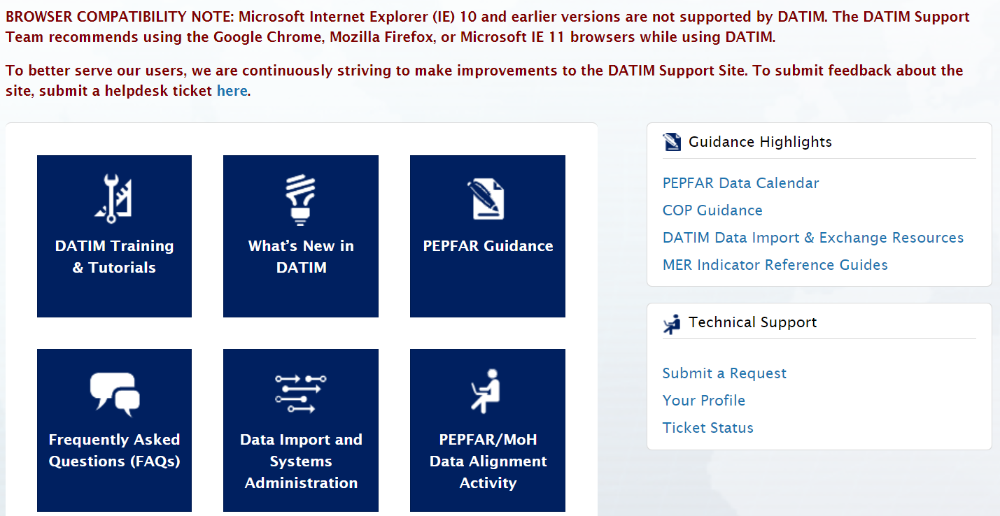 BROWSER COMPATIBILITY NOTE: Microsoft Internet Explorer (IE) 10 and earlier versions are not supported by DATIM. The DATIM Support
Team recommends using the Google Chrome, Mozilla Firefox, or Microsoft IE 11 browsers while using DATIM.
To better serve our users, we are continuously striving to make improvements to the DATIM Support Site. To submit feedback about the
site, submit a helpdesk ticket here.
DATIM Training
& Tutorials
What’s New in
DATIM
PEPFAR Guidance
Frequently Asked
Questions (FAQs)
Data Import and
Systems
Administration
PEPFAR/MoH
Data Alignment
Activity
Guidance Highlights
PEPFAR Data Calendar
COP Guidance
DATIM Data Import & Exchange Resources
MER Indicator Reference Guides
Technical Support
Submit a Request
Your Profile
Ticket Status